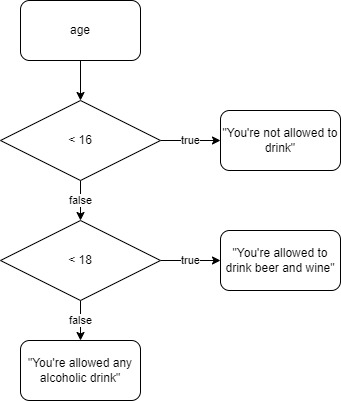 age
< 16
true
"You're not allowed to
drink"
false
< 18
true
"You're allowed to
drink beer and wine"
false
"You're allowed any
alcoholic drink"